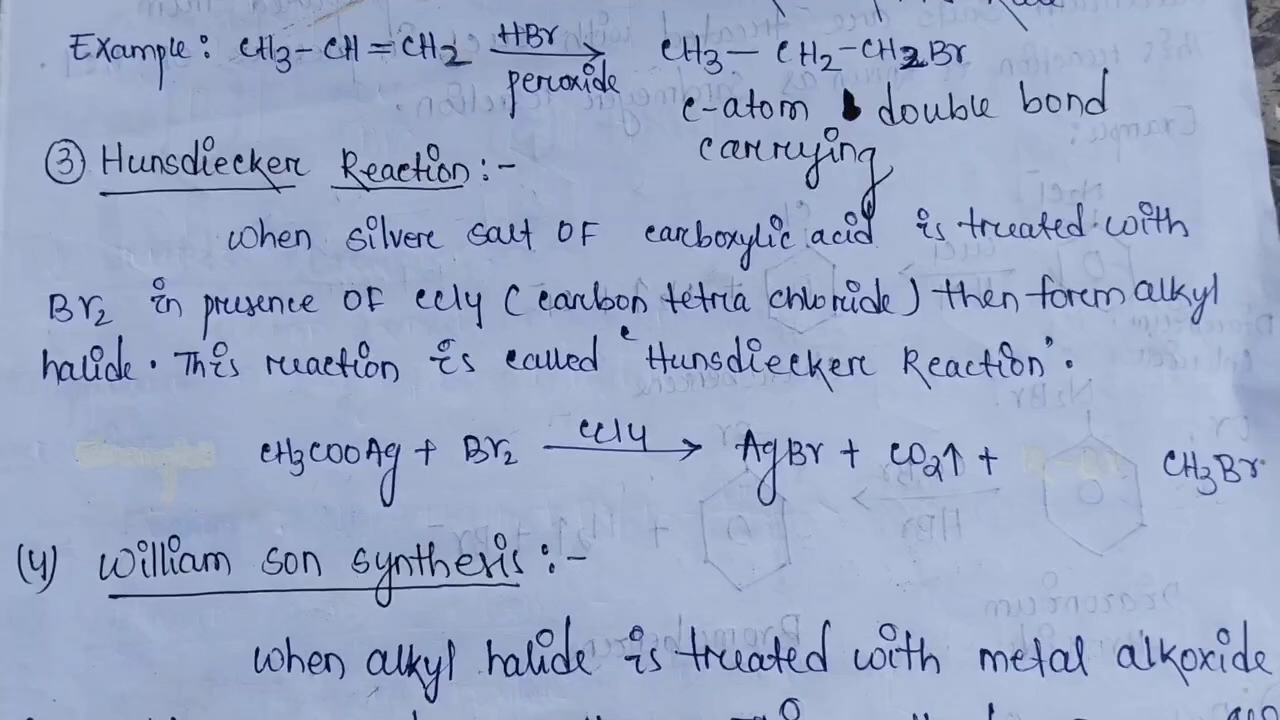 Example: CH3-CH=CH2 HBr peroxide CH3-CH2-CH2Br
C-atom double bond
carrying
③ Hunsdiecker Reaction:-
when silver salt of carboxylic acid is treated with
Br2 in presence of CCl4 (carbon tetra chloride) then form alkyl
halide. This reaction is called "Hunsdiecker Reaction".
CH3COOAg + Br2 CCl4 → AgBr + CO2↑ + CH3Br
(4) William son synthesis:-
when alkyl halide is treated with metal alkoxide